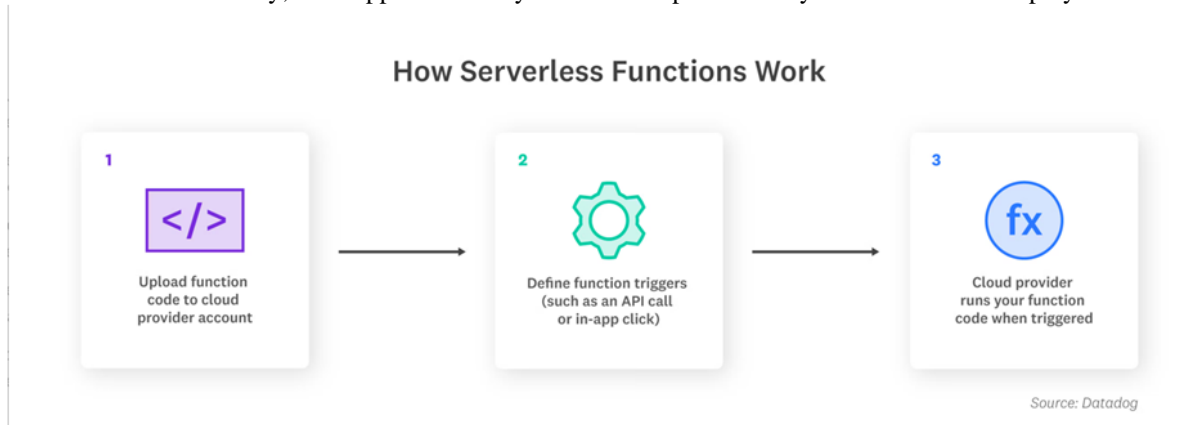 How Serverless Functions Work
1
</>
Upload function
code to cloud
provider account
2
Define function triggers
(such as an API call
or in-app click)
3
fx
Cloud provider
runs your function
code when triggered
Source: Datadog